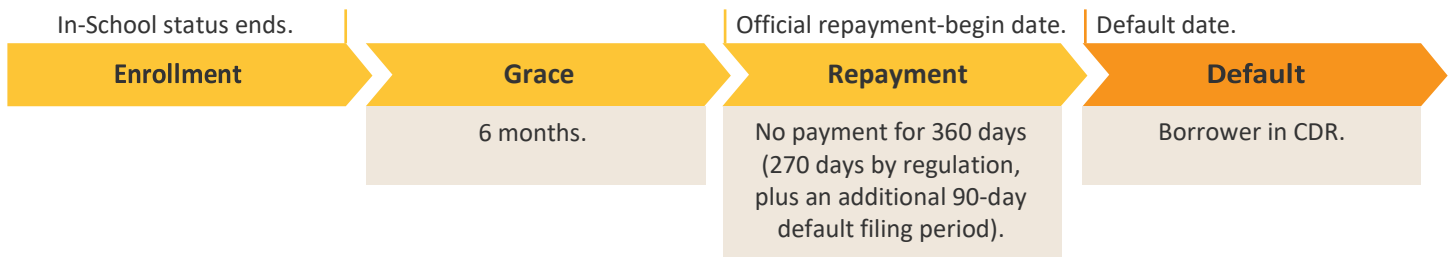 In-School status ends.
Official repayment-begin date.
Default date.
Enrollment
Grace
Repayment
Default
6 months.
No payment for 360 days
(270 days by regulation,
plus an additional 90-day
default filing period).
Borrower in CDR.